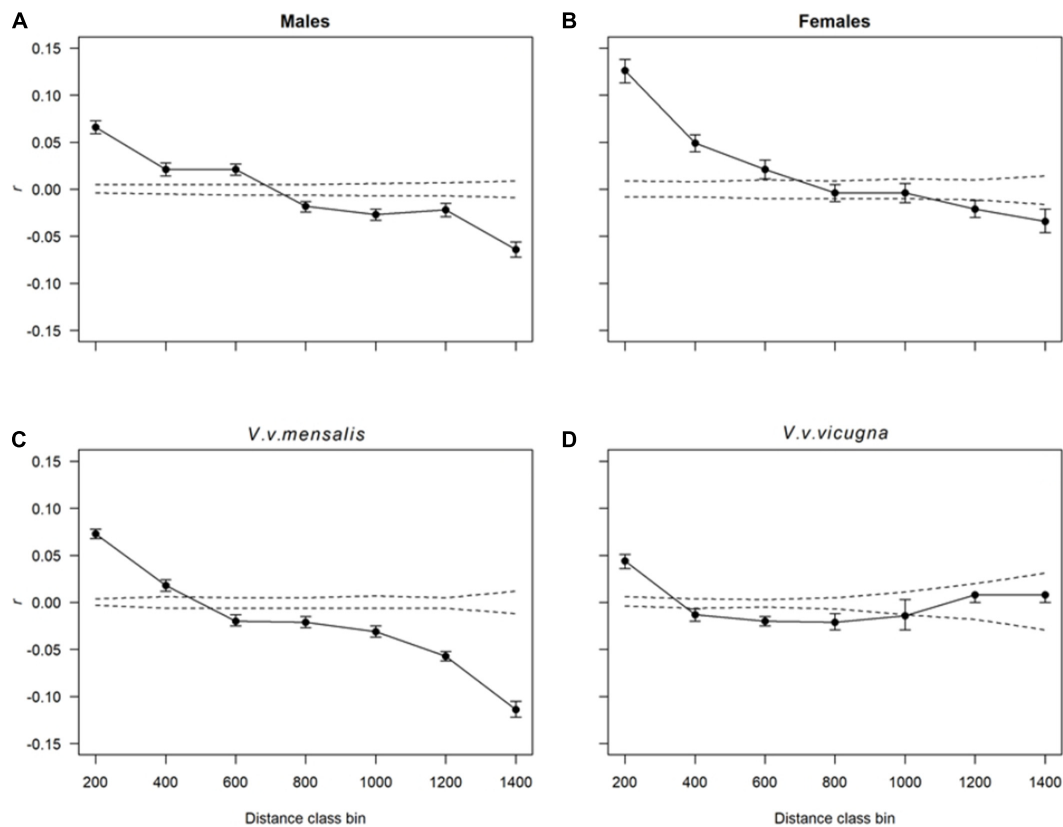 A
Males
0.15
0.10
0.05
0.00
-0.05
-0.10
-0.15
r
B
Females
C
V.v.mensalis
0.15
0.10
0.05
0.00
-0.05
-0.10
-0.15
r
200 400 600 800 1000 1200 1400
Distance class bin
D
V.v.vicugna
200 400 600 800 1000 1200 1400
Distance class bin